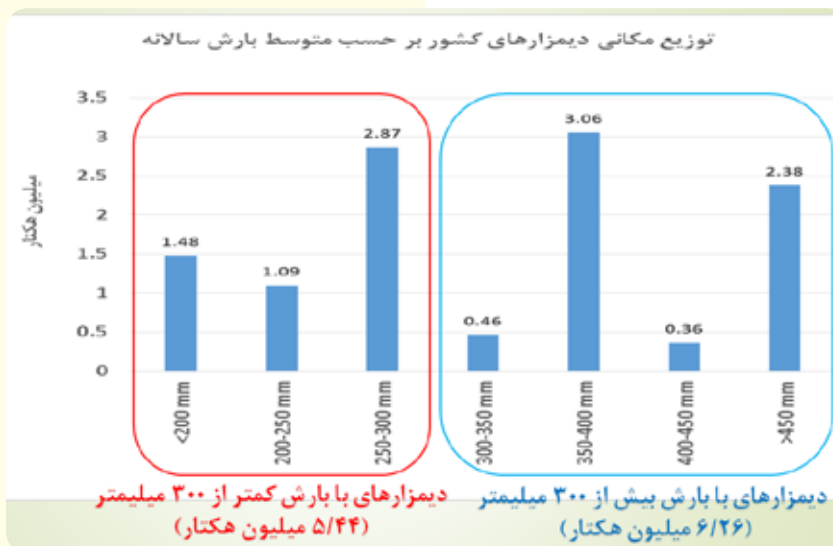 توزیع مکانی دیمزارهای کشور بر حسب متوسط بارش سالانه
میلیون هکتار
3.5
3
2.5
2
1.5
1
0.5
0
1.48
1.09
2.87
0.46
3.06
0.36
2.38
<200 mm
200-250 mm
250-300 mm
300-350 mm
350-400 mm
400-450 mm
>450 mm
دیمزارهای با بارش بیش از ۳۰۰ میلیمتر
(۶/۲۶ میلیون هکتار)
دیمزارهای با بارش کمتر از ۳۰۰ میلیمتر
(۵/۴۴ میلیون هکتار)